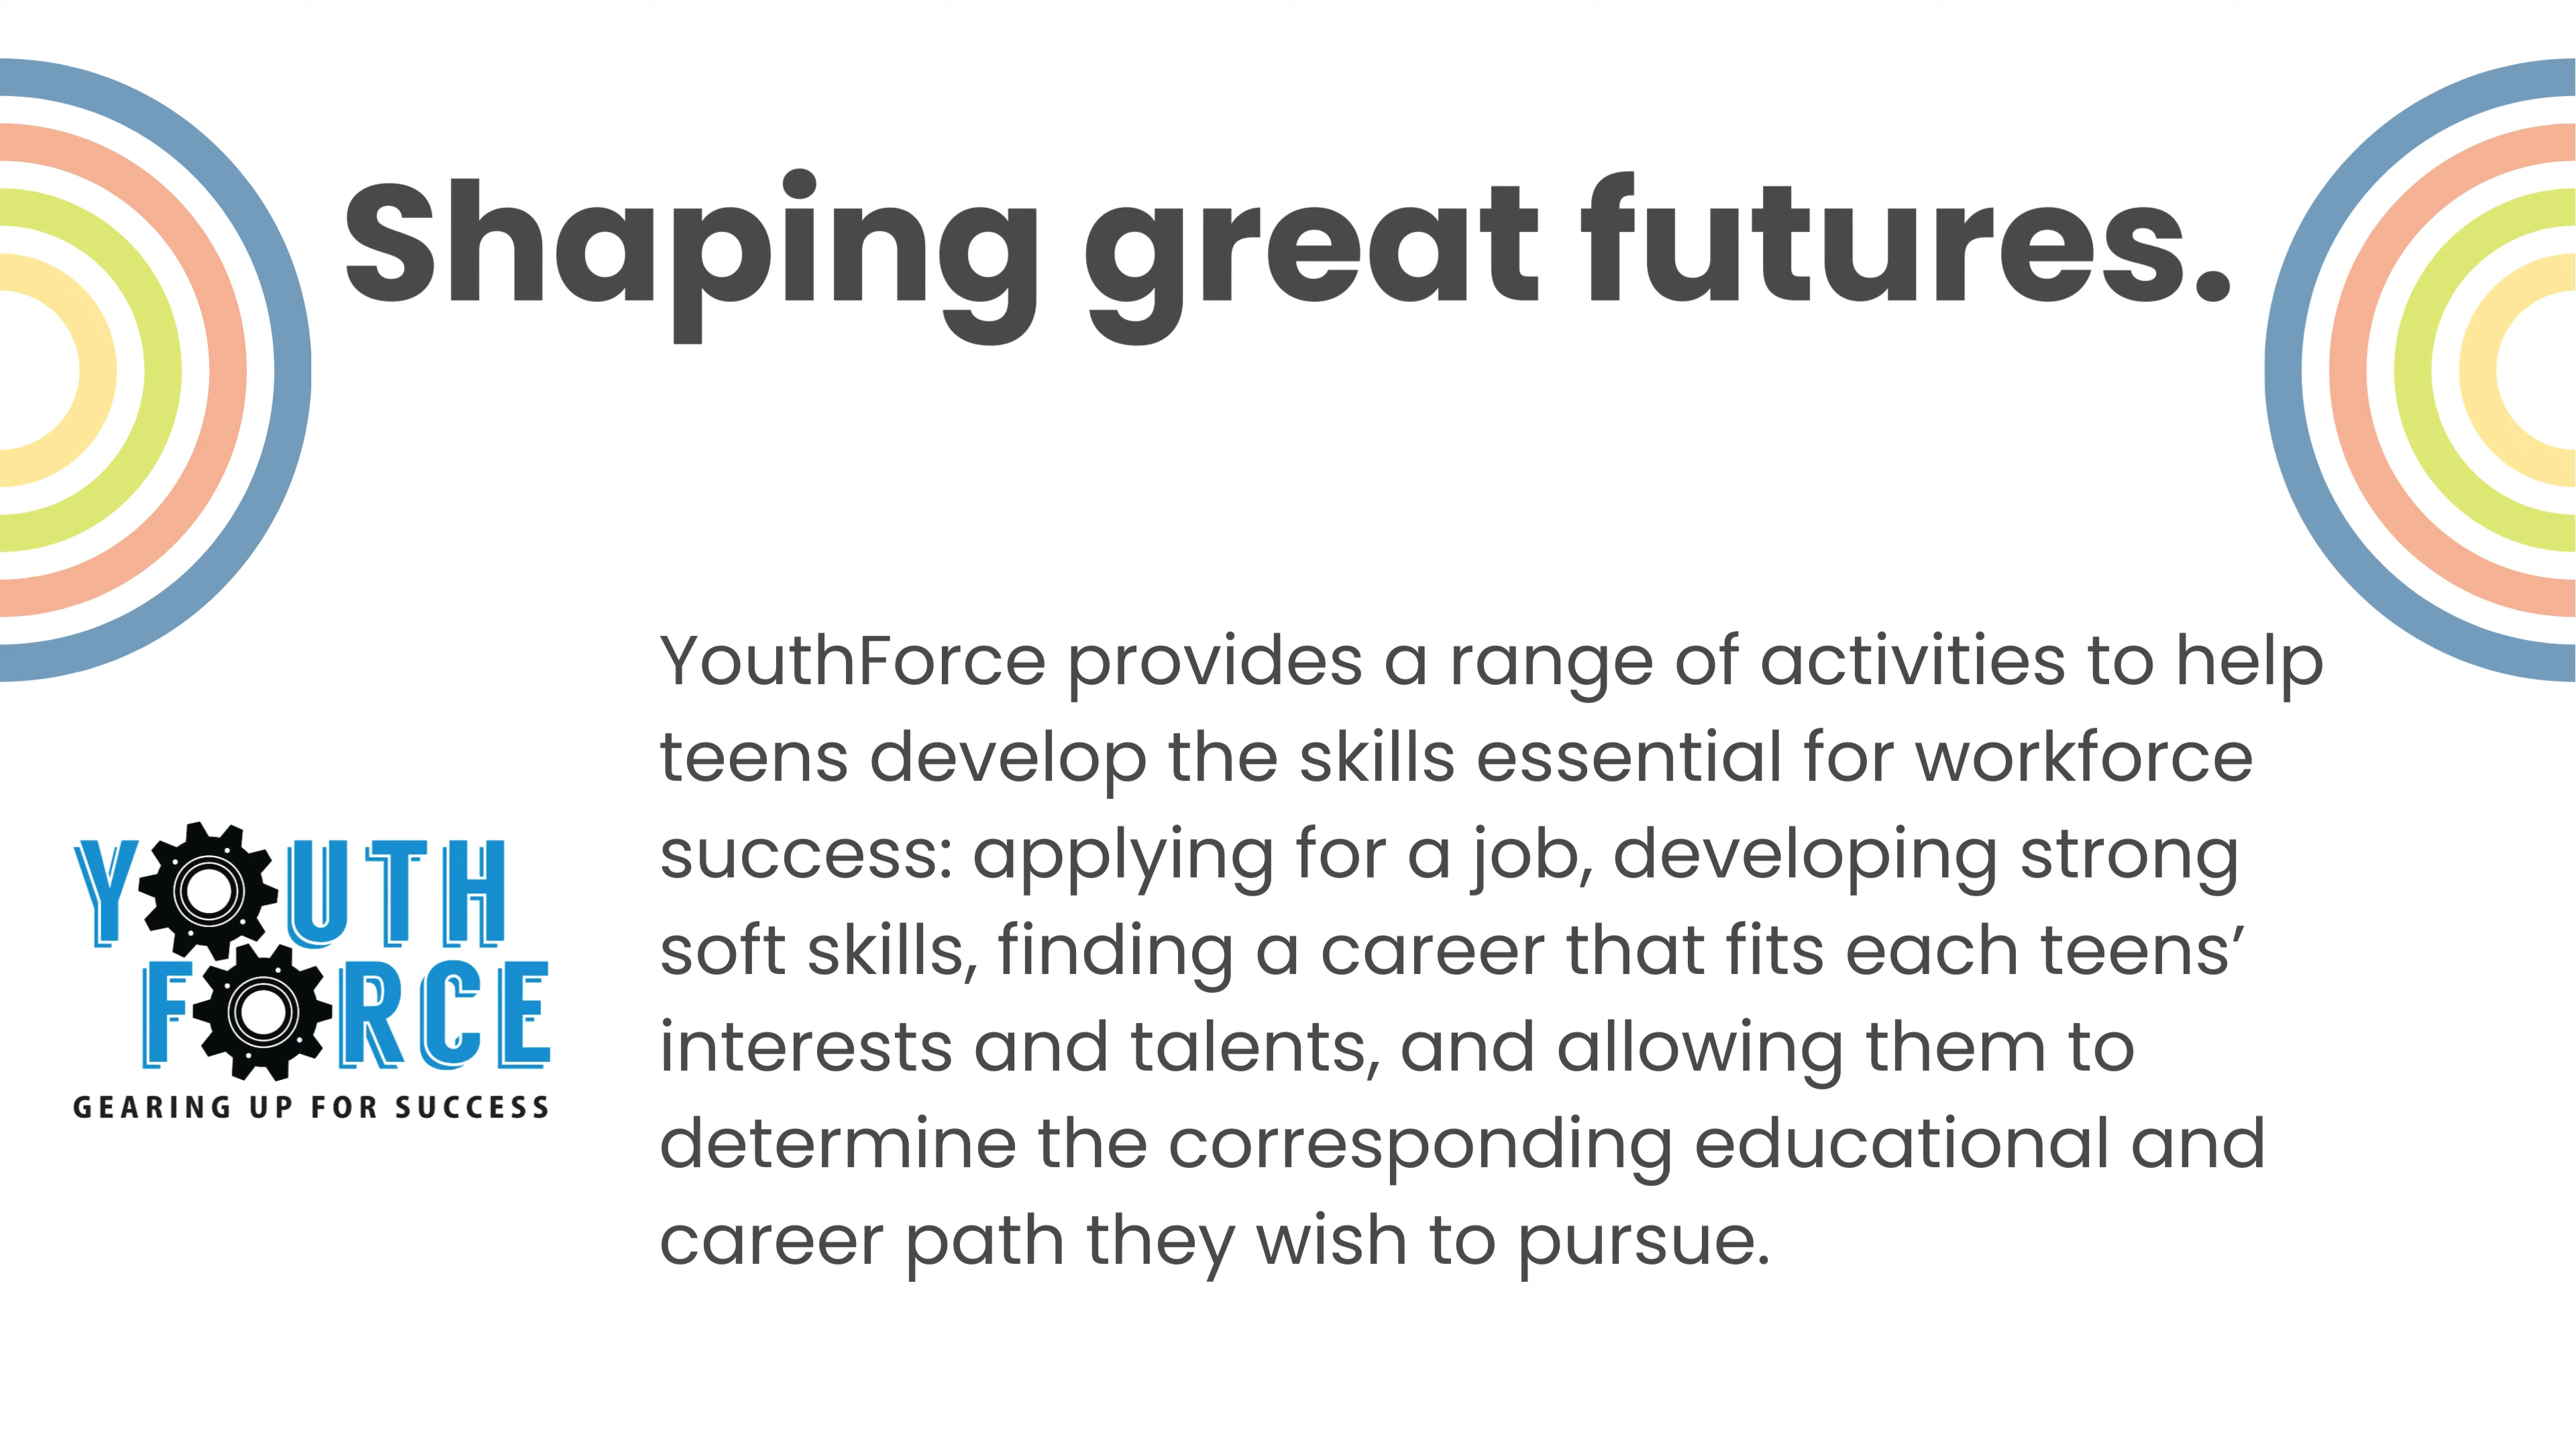 Shaping great futures.
YouthForce provides a range of activities to help
teens develop the skills essential for workforce
success: applying for a job, developing strong
soft skills, finding a career that fits each teens’
interests and talents, and allowing them to
determine the corresponding educational and
career path they wish to pursue.
YOUTH
FORCE
GEARING UP FOR SUCCESS